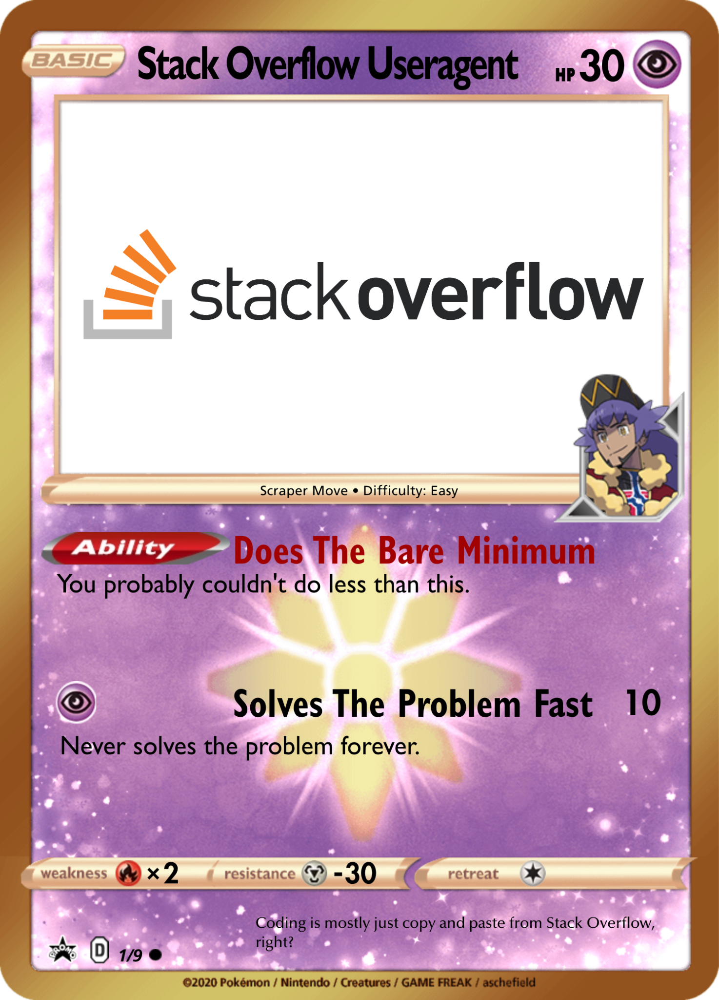 BASIC Stack Overflow Useragent HP 30
stackoverflow
Scraper Move • Difficulty: Easy
Ability Does The Bare Minimum
You probably couldn't do less than this.
Solves The Problem Fast 10
Never solves the problem forever.
weakness ×2 resistance -30 retreat
Coding is mostly just copy and paste from Stack Overflow,
right?
PROMO D 1/9
©2020 Pokémon / Nintendo / Creatures / GAME FREAK / aschefield